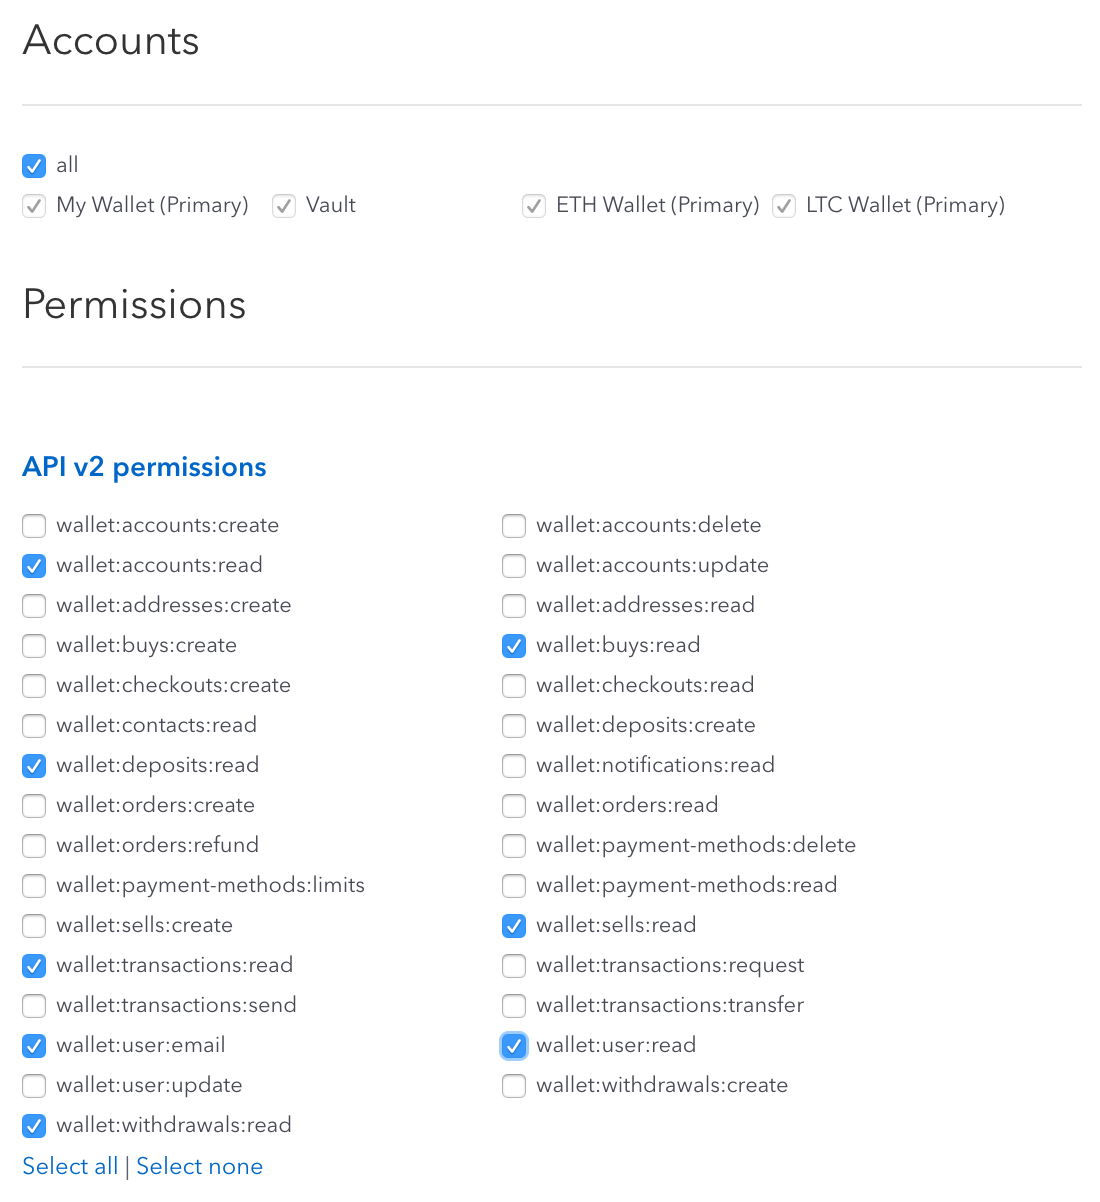 Accounts
all
My Wallet (Primary) Vault ETH Wallet (Primary) LTC Wallet (Primary)
Permissions
API v2 permissions
wallet:accounts:create wallet:accounts:delete
wallet:accounts:read wallet:accounts:update
wallet:addresses:create wallet:addresses:read
wallet:buys:create wallet:buys:read
wallet:checkouts:create wallet:checkouts:read
wallet:contacts:read wallet:deposits:create
wallet:deposits:read wallet:notifications:read
wallet:orders:create wallet:orders:read
wallet:orders:refund wallet:payment-methods:delete
wallet:payment-methods:limits wallet:payment-methods:read
wallet:sells:create wallet:sells:read
wallet:transactions:read wallet:transactions:request
wallet:transactions:send wallet:transactions:transfer
wallet:user:email wallet:user:read
wallet:user:update wallet:withdrawals:create
wallet:withdrawals:read
Select all | Select none